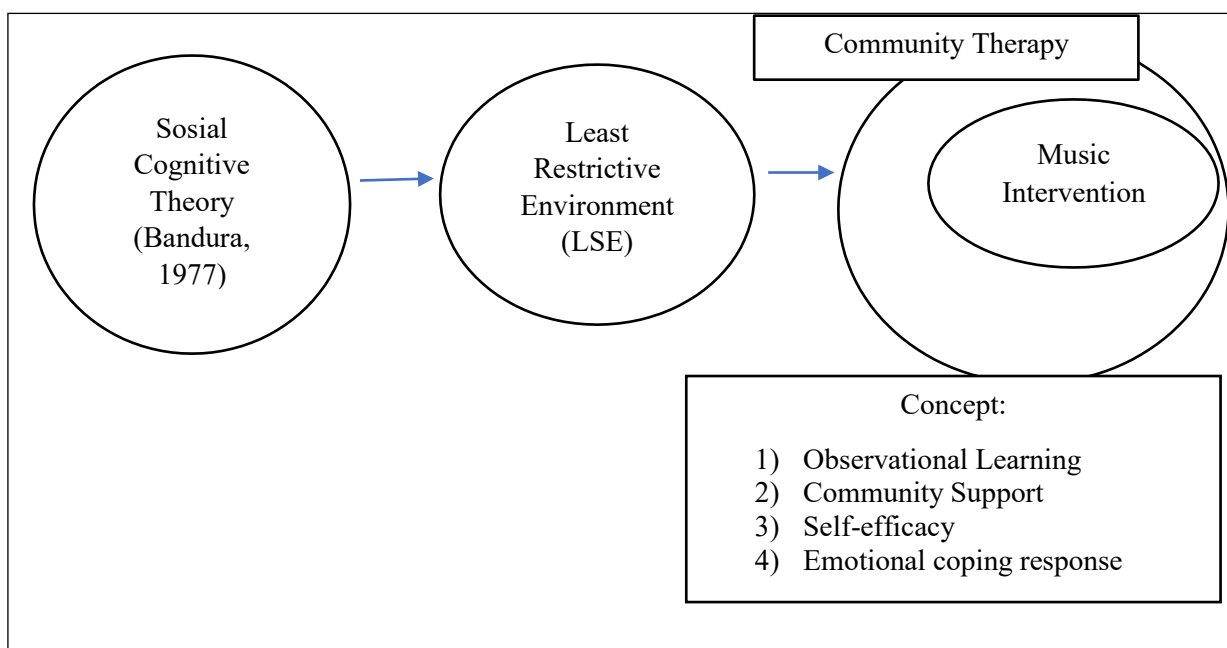 Sosial
Cognitive
Theory
(Bandura,
1977)
Least
Restrictive
Environment
(LSE)
Community Therapy
Music
Intervention
Concept:
1) Observational Learning
2) Community Support
3) Self-efficacy
4) Emotional coping response